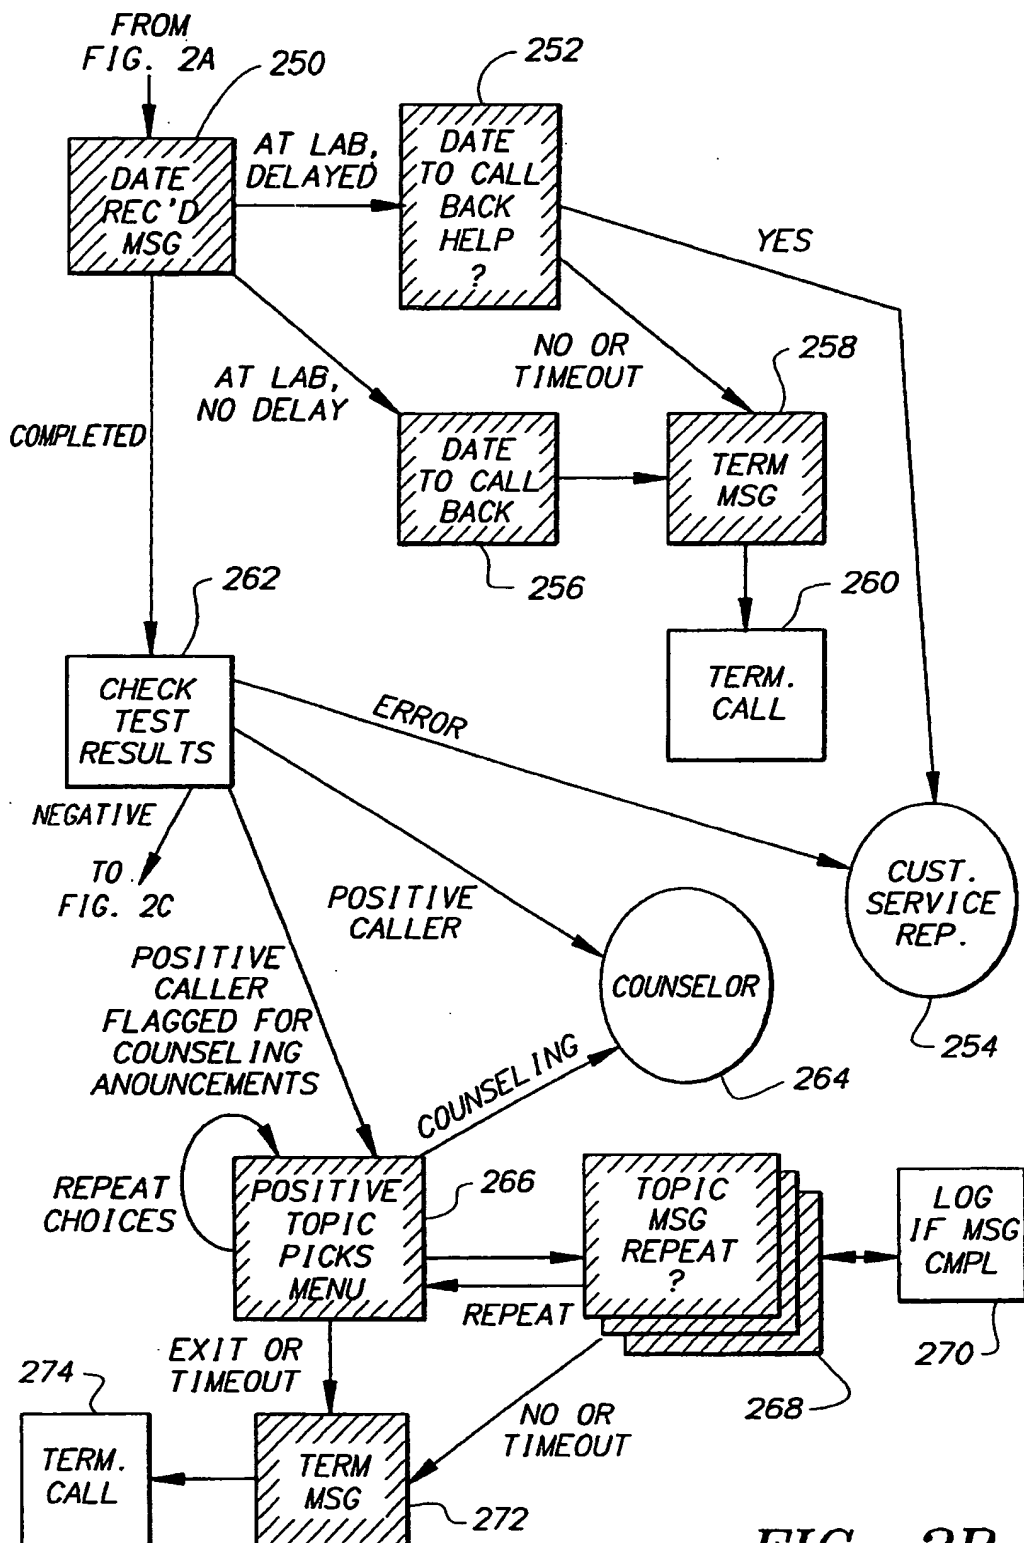 FROM
FIG. 2A
250
252
DATE
REC'D
MSG
AT LAB,
DELAYED
DATE
TO CALL
BACK
HELP
?
YES
NO OR
TIMEOUT
258
AT LAB,
NO DELAY
COMPLETED
DATE
TO CALL
BACK
TERM
MSG
256
262
260
CHECK
TEST
RESULTS
TERM.
CALL
ERROR
NEGATIVE
TO
FIG. 2C
POSITIVE
CALLER
CUST.
SERVICE
REP.
254
POSITIVE
CALLER
FLAGGED FOR
COUNSELING
ANOUNCEMENTS
COUNSELOR
264
COUNSELING
REPEAT
CHOICES
POSITIVE
TOPIC
PICKS
MENU
266
TOPIC
MSG
REPEAT
?
LOG
IF MSG
CMPL
REPEAT
270
268
EXIT OR
TIMEOUT
NO OR
TIMEOUT
274
TERM.
CALL
TERM
MSG
272
FIG. 2B